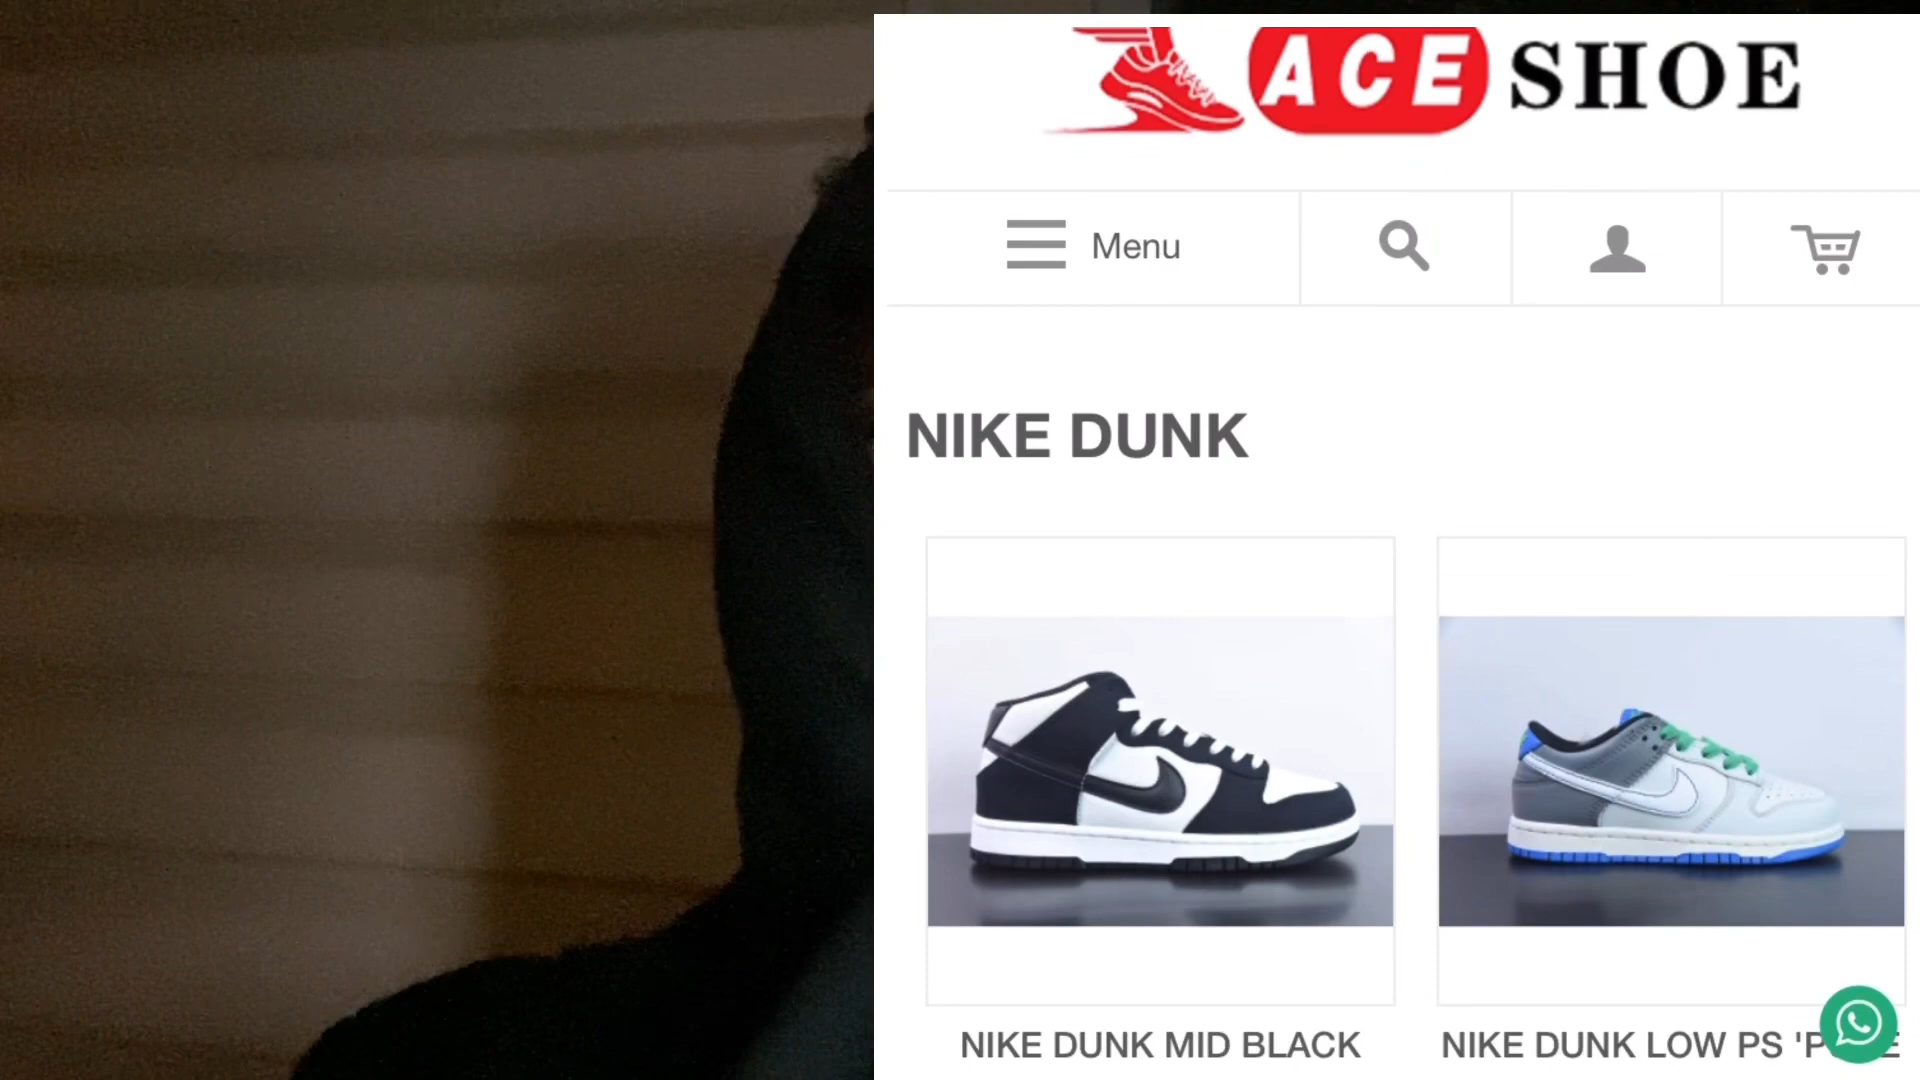 ACE SHOE
Menu
NIKE DUNK
NIKE DUNK MID BLACK
NIKE DUNK LOW PS